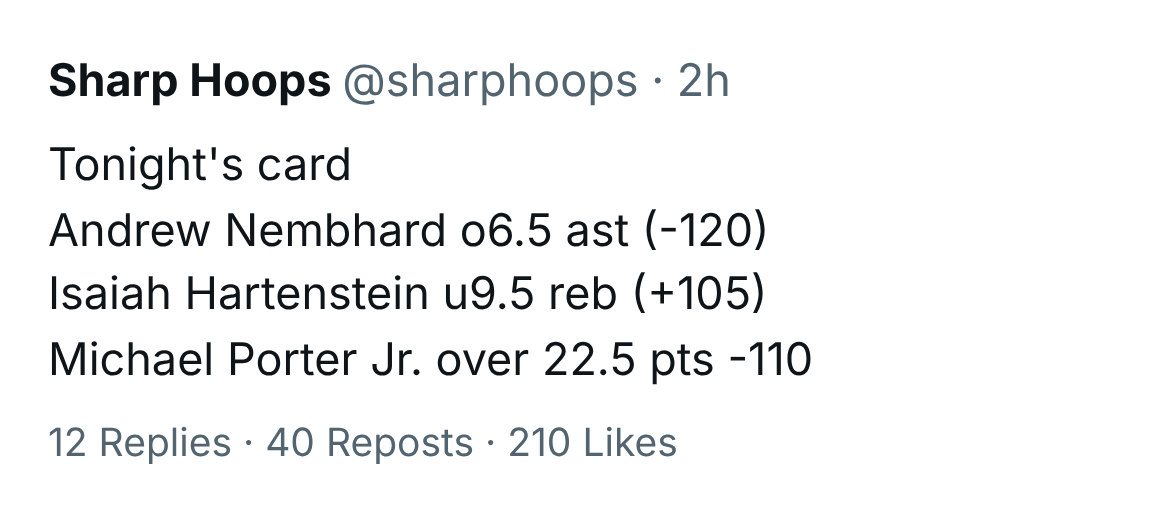 Sharp Hoops @sharphoops · 2h
Tonight's card
Andrew Nembhard o6.5 ast (-120)
Isaiah Hartenstein u9.5 reb (+105)
Michael Porter Jr. over 22.5 pts -110
12 Replies · 40 Reposts · 210 Likes